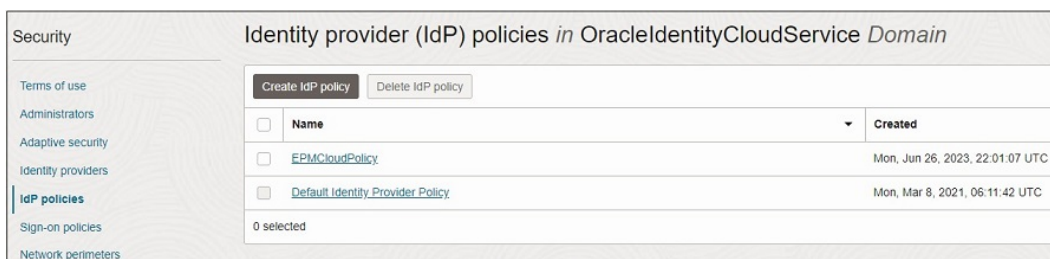 Security
Terms of use
Administrators
Adaptive security
Identity providers
IdP policies
Sign-on policies
Network perimeters
Identity provider (IdP) policies in OracleIdentityCloudService Domain
Create IdP policy Delete IdP policy
Name Created
EPMCloudPolicy Mon, Jun 26, 2023, 22:01:07 UTC
Default Identity Provider Policy Mon, Mar 8, 2021, 06:11:42 UTC
0 selected